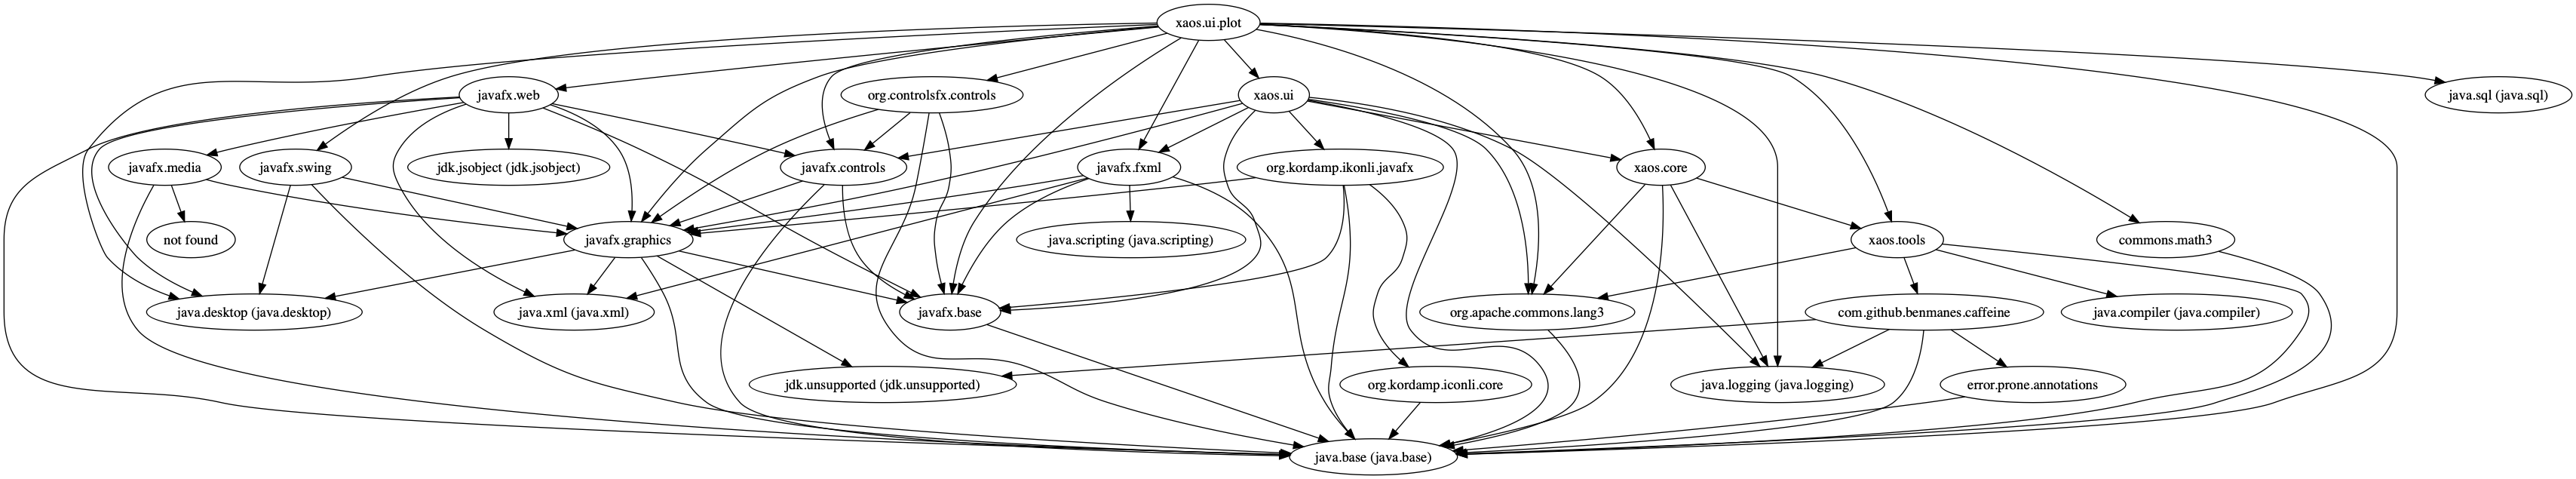 xaos.ui.plot
javafx.web
org.controlsfx.controls
xaos.ui
java.sql (java.sql)
javafx.media
javafx.swing
jdk.jsobject (jdk.jsobject)
javafx.controls
javafx.fxml
org.kordamp.ikonli.javafx
xaos.core
not found
javafx.graphics
java.scripting (java.scripting)
xaos.tools
commons.math3
java.desktop (java.desktop)
java.xml (java.xml)
javafx.base
org.apache.commons.lang3
com.github.benmanes.caffeine
java.compiler (java.compiler)
jdk.unsupported (jdk.unsupported)
org.kordamp.iconli.core
java.logging (java.logging)
error.prone.annotations
java.base (java.base)